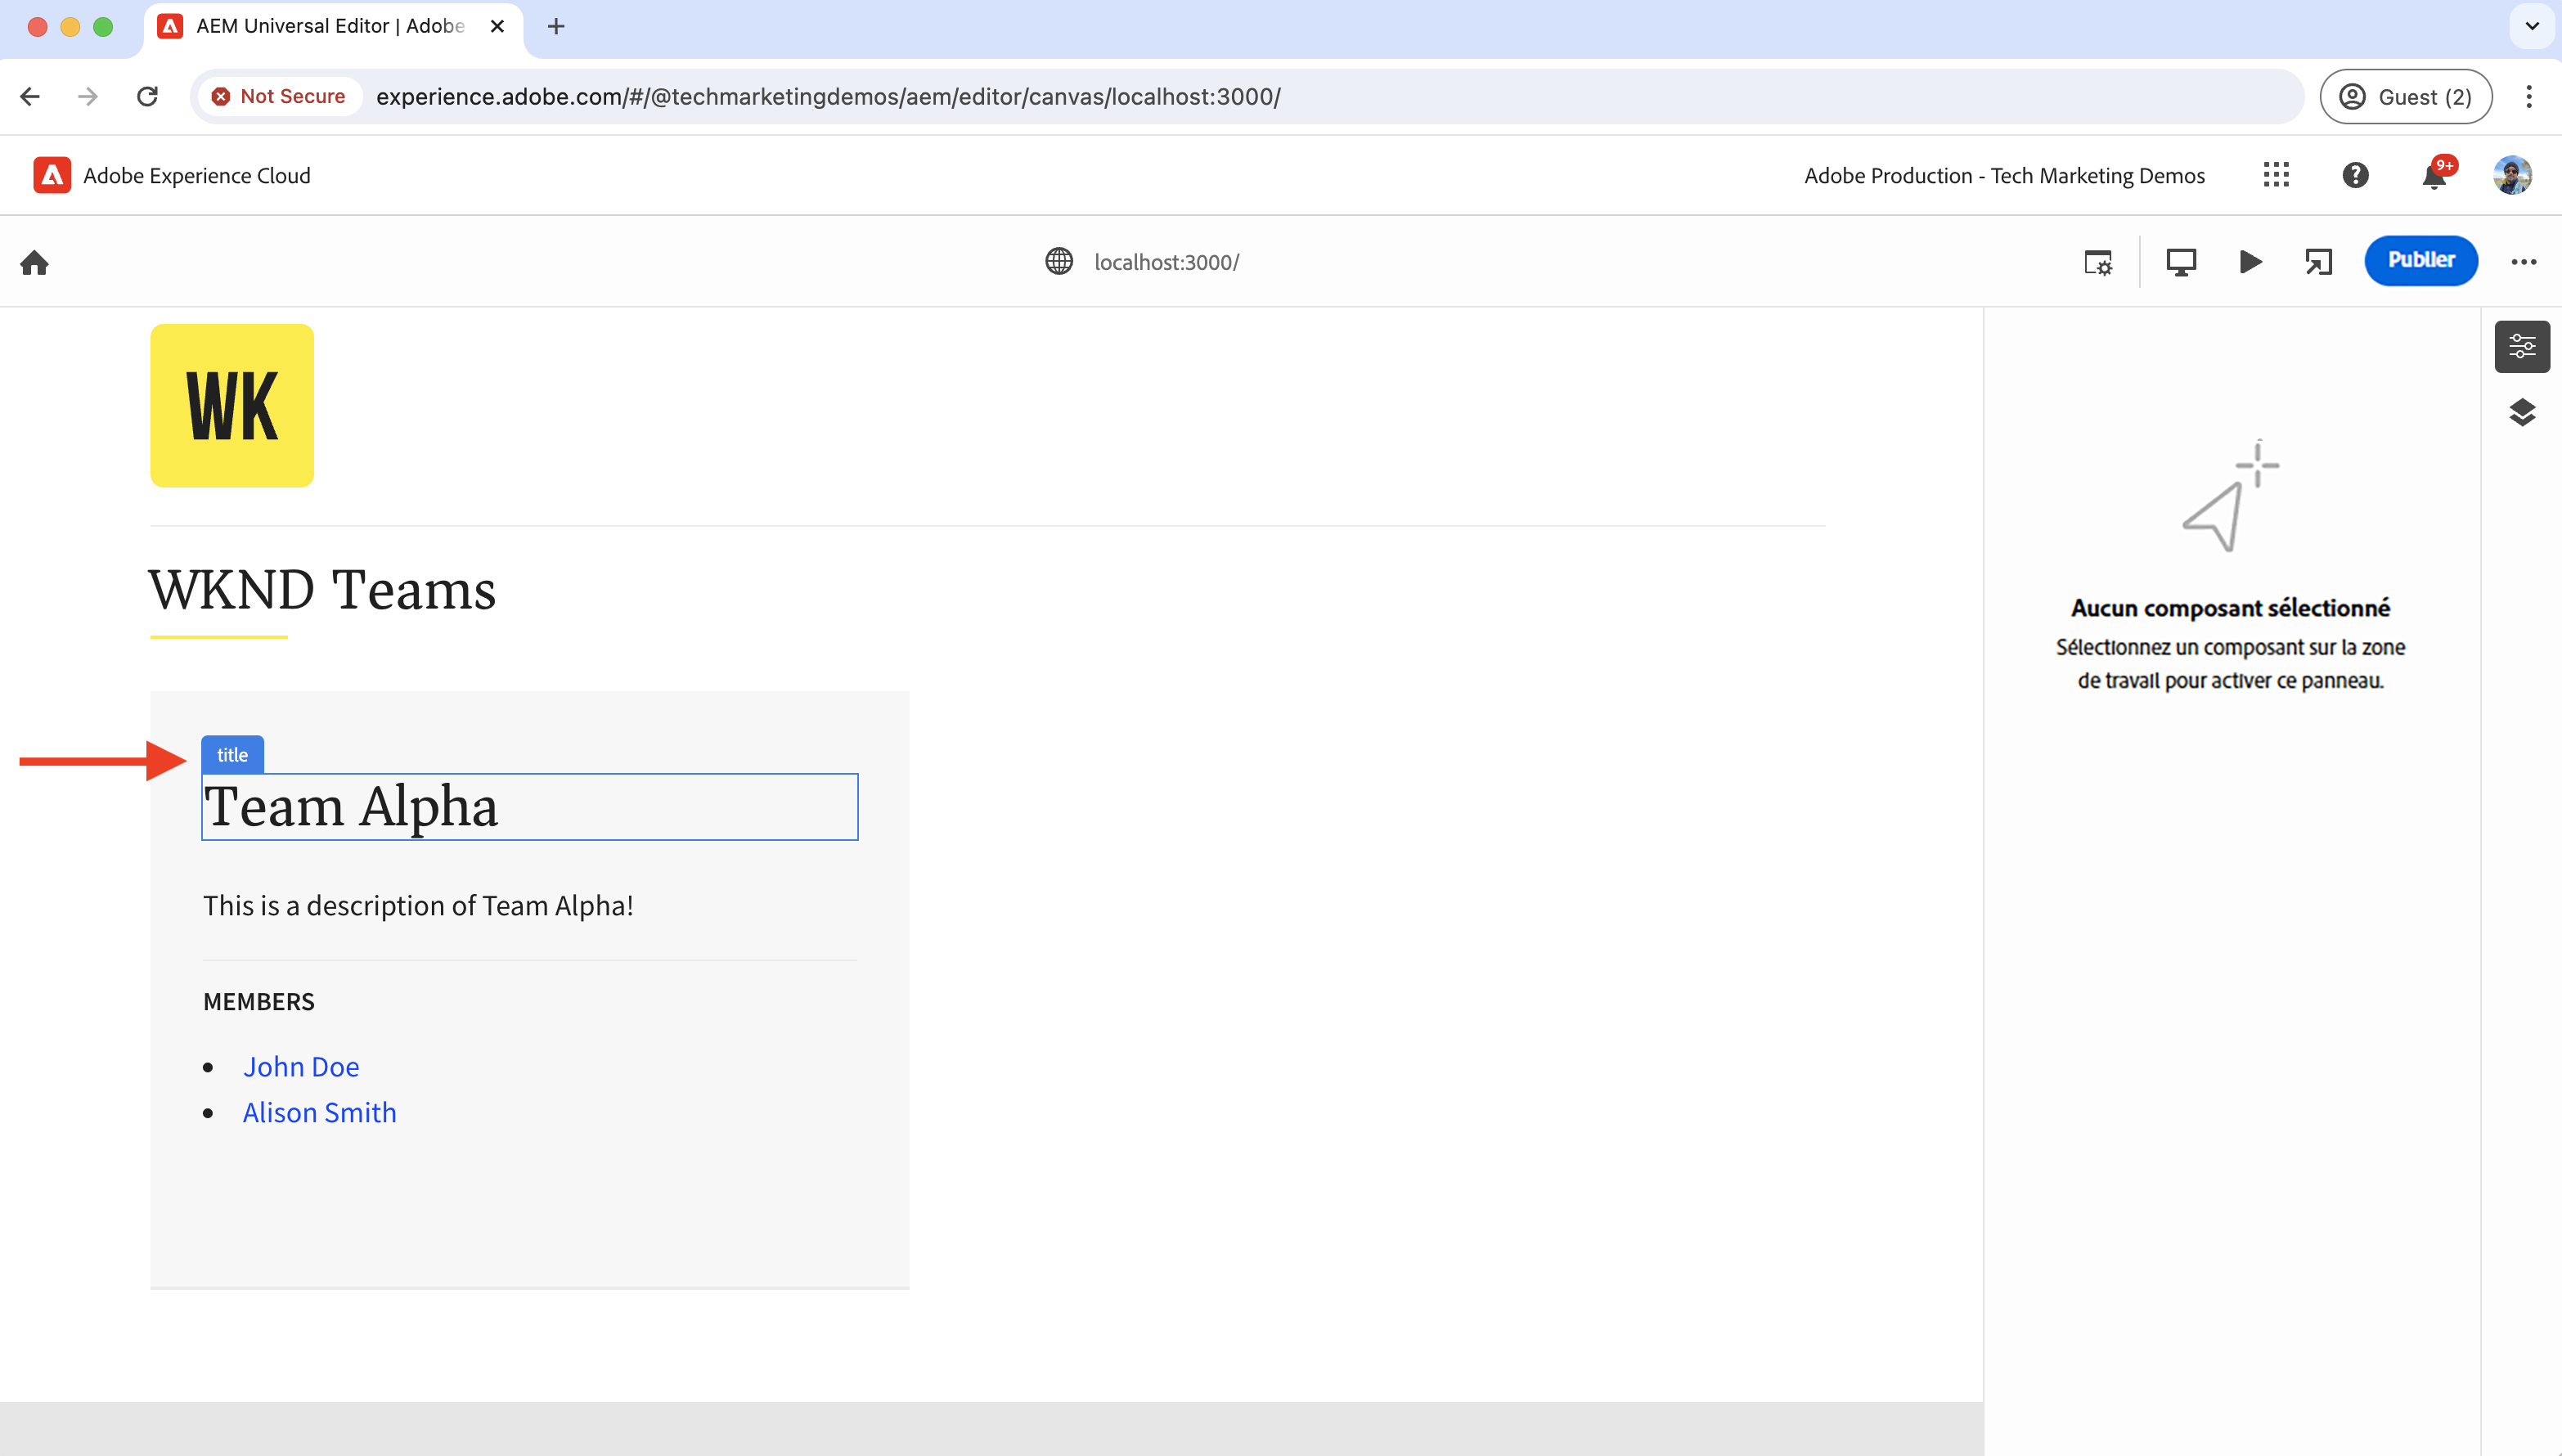 AEM Universal Editor | Adobe
Not Secure
experience.adobe.com/#/@techmarketingdemos/aem/editor/canvas/localhost:3000/
Guest (2)
Adobe Experience Cloud
Adobe Production - Tech Marketing Demos
9+
localhost:3000/
Publier
WK
WKND Teams
title
Team Alpha
This is a description of Team Alpha!
MEMBERS
John Doe
Alison Smith
Aucun composant sélectionné
Sélectionnez un composant sur la zone
de travail pour activer ce panneau.